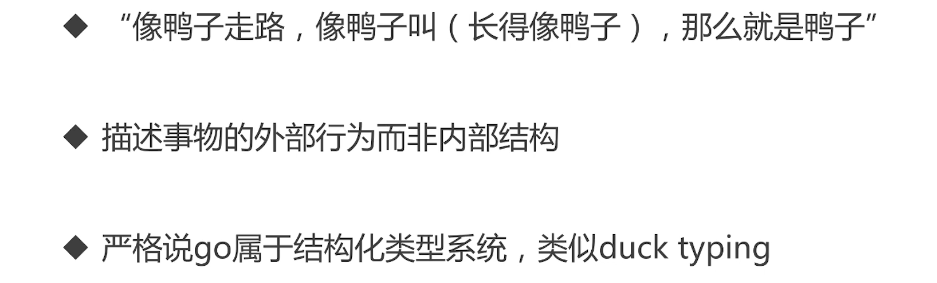 ◆ “像鸭子走路，像鸭子叫（长得像鸭子），那么就是鸭子”
◆ 描述事物的外部行为而非内部结构
◆ 严格说go属于结构化类型系统，类似duck typing